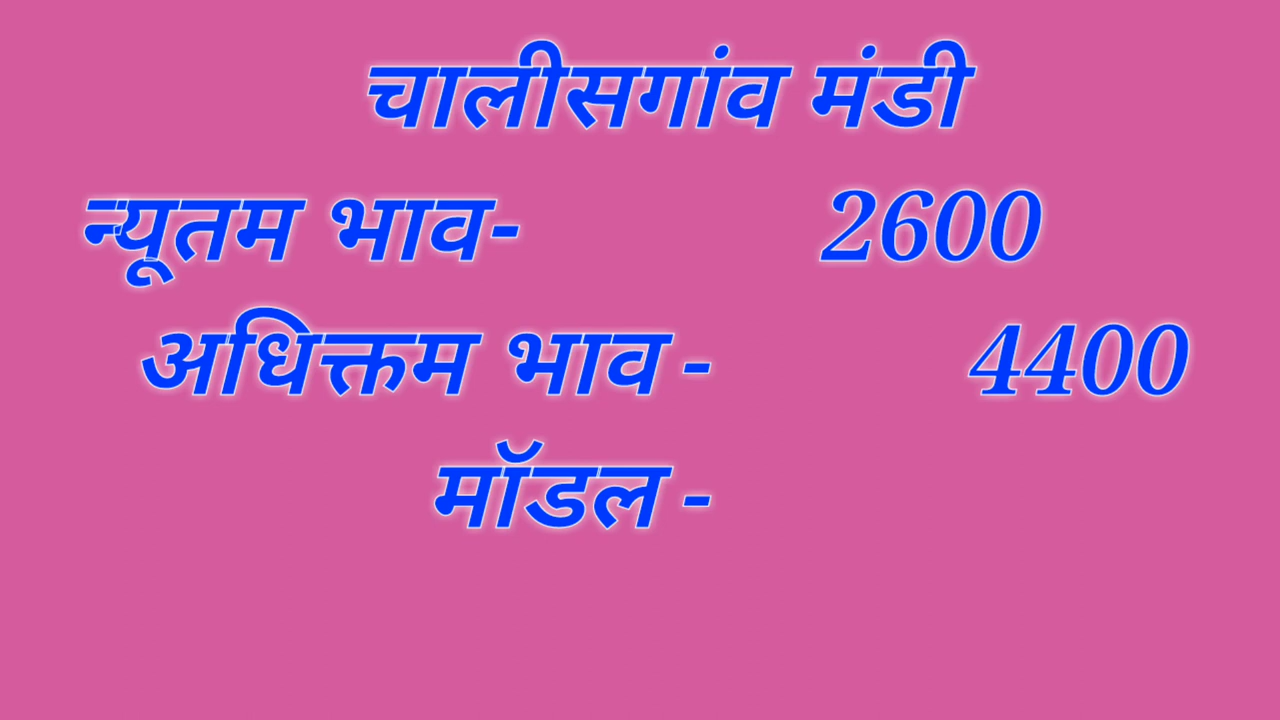 चालीसगांव मंडी
न्यूतम भाव- 2600
अधिक्तम भाव - 4400
मॉडल -